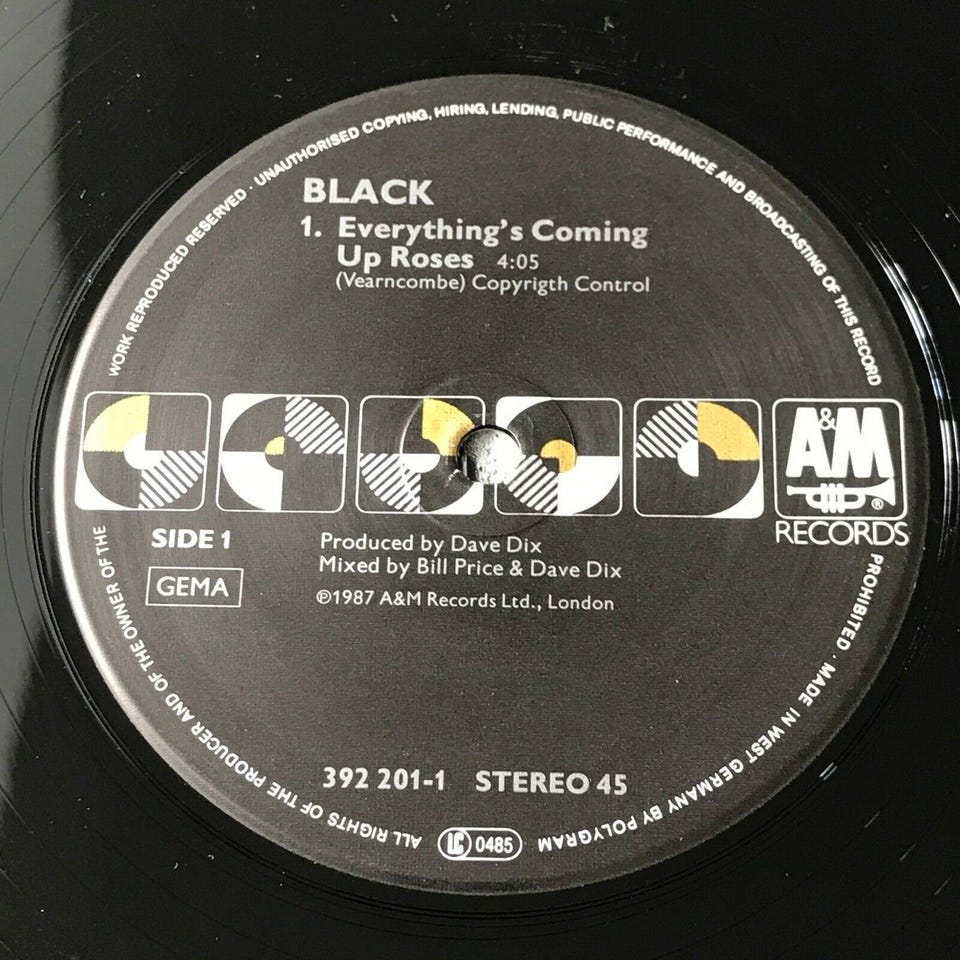 BLACK
1. Everything's Coming
Up Roses 4:05
(Vearncombe) Copyrigth Control
A&M
®
RECORDS
SIDE 1
GEMA
Produced by Dave Dix
Mixed by Bill Price & Dave Dix
℗1987 A&M Records Ltd., London
392 201-1 STEREO 45
LC 0485
ALL RIGHTS OF THE PRODUCER AND OF THE OWNER OF THE WORK REPRODUCED RESERVED · UNAUTHORISED COPYING, HIRING, LENDING, PUBLIC PERFORMANCE AND BROADCASTING OF THIS RECORD PROHIBITED · MADE IN WEST GERMANY BY POLYGRAM